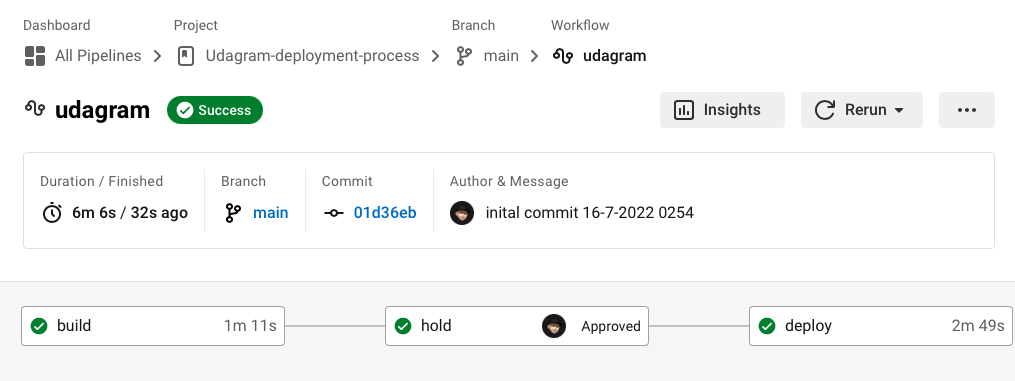 Dashboard Project Branch Workflow
All Pipelines Udagram-deployment-process main udagram
udagram Success Insights Rerun
Duration / Finished Branch Commit Author & Message
6m 6s / 32s ago main 01d36eb inital commit 16-7-2022 0254
build 1m 11s hold Approved deploy 2m 49s